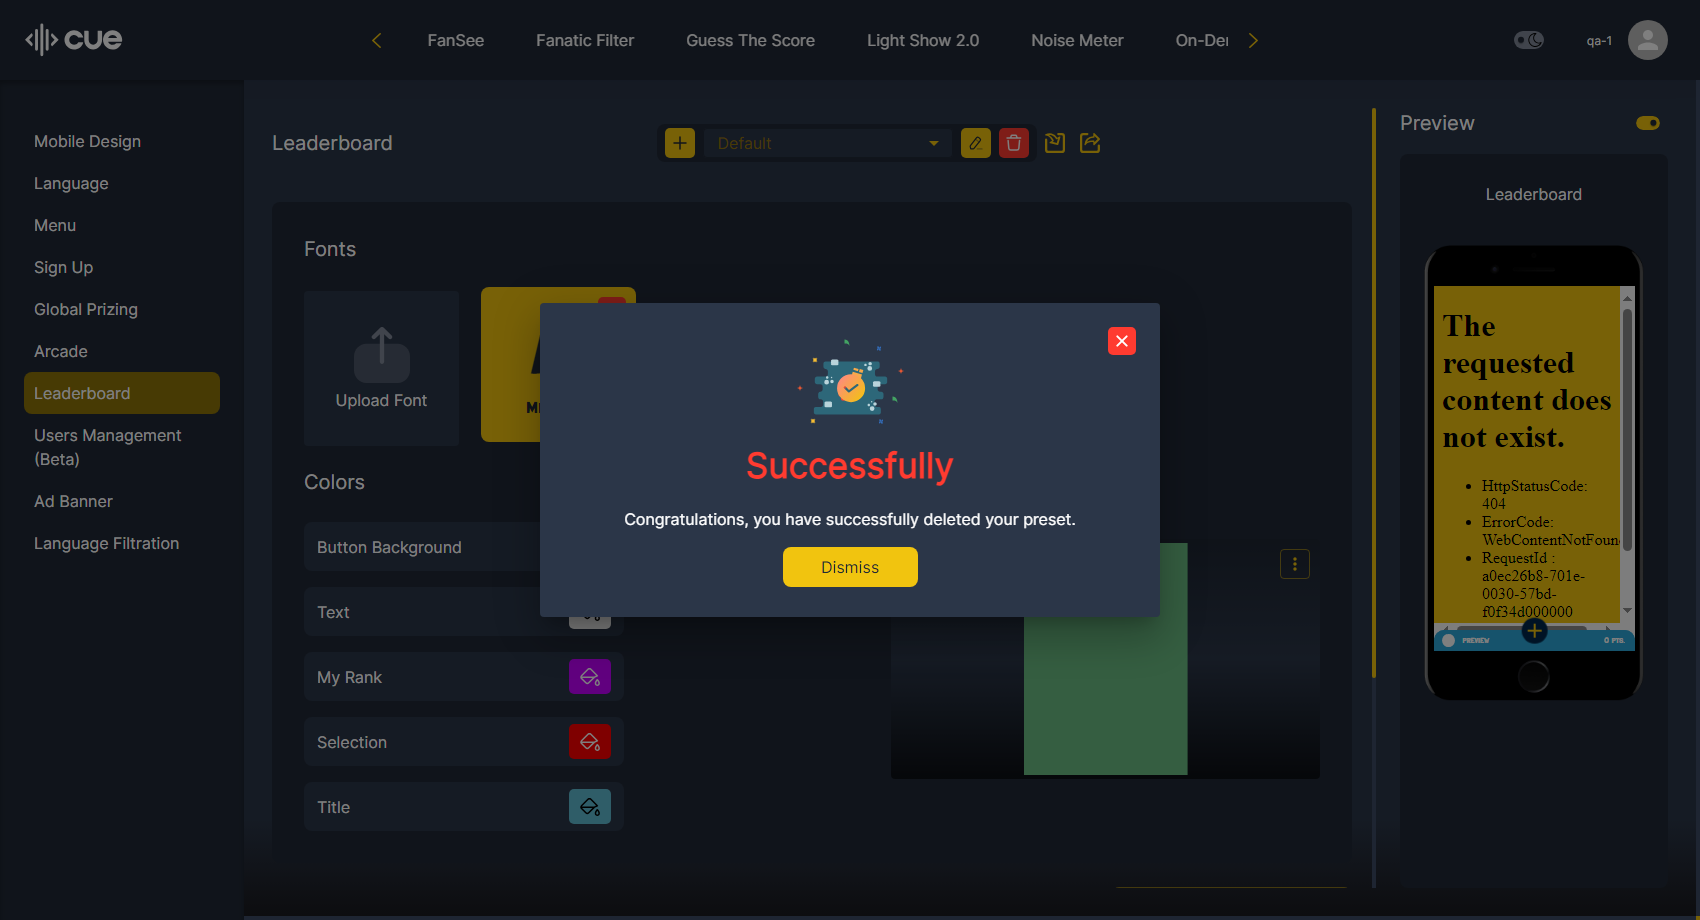 cue
FanSee
Fanatic Filter
Guess The Score
Light Show 2.0
Noise Meter
On-De
qa-1
Mobile Design
Language
Menu
Sign Up
Global Prizing
Arcade
Leaderboard
Users Management
(Beta)
Ad Banner
Language Filtration
Leaderboard
Default
Fonts
Upload Font
Colors
Button Background
Text
My Rank
Selection
Title
Successfully
Congratulations, you have successfully deleted your preset.
Dismiss
Preview
Leaderboard
The
requested
content does
not exist.
HttpStatusCode:
404
ErrorCode:
WebContentNotFoun
RequestId :
a0ec26b8-701e-
0030-57bd-
f0f34d000000
PREVIEW
0 PTS.